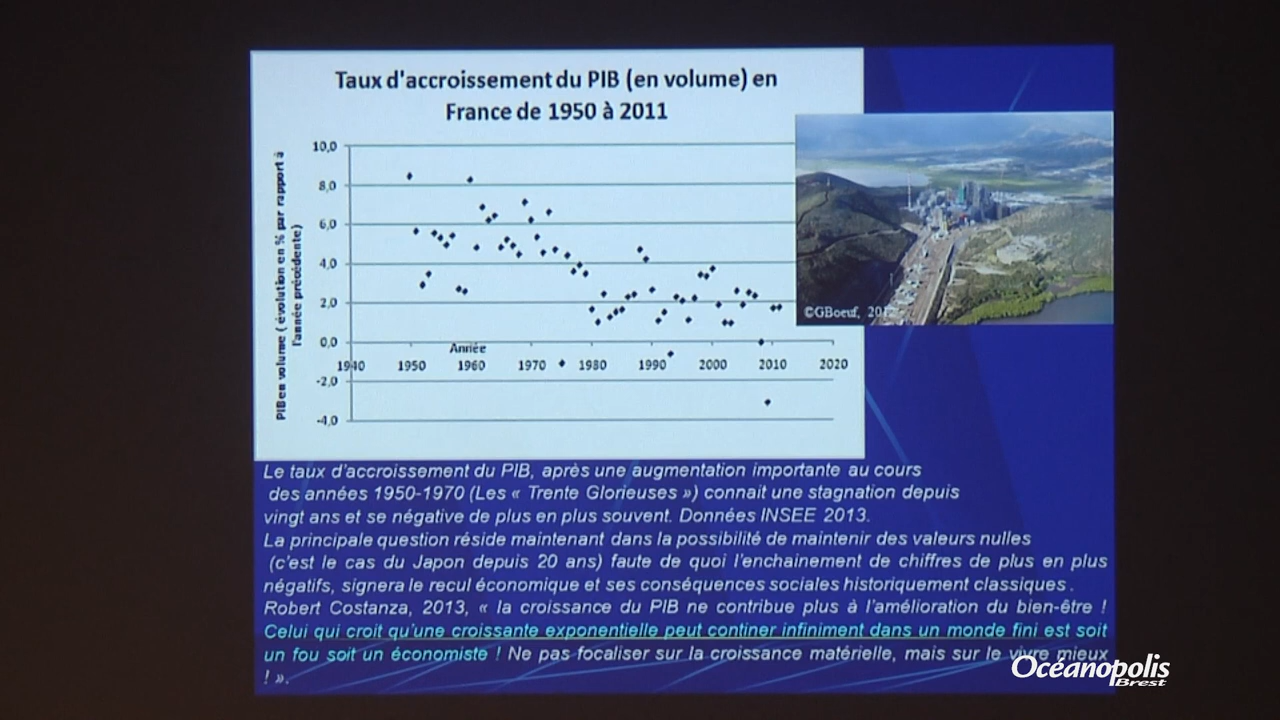 Taux d'accroissement du PIB (en volume) en
France de 1950 à 2011
PIB en volume ( évolution en % par rapport à
l'année précédente)
10,0
8,0
6,0
4,0
2,0
0,0
-2,0
-4,0
Année
1940
1950
1960
1970
1980
1990
2000
2010
2020
©GBoeuf, 2012
Le taux d'accroissement du PIB, après une augmentation importante au cours
des années 1950-1970 (Les « Trente Glorieuses ») connait une stagnation depuis
vingt ans et se négative de plus en plus souvent. Données INSEE 2013.
La principale question réside maintenant dans la possibilité de maintenir des valeurs nulles
(c'est le cas du Japon depuis 20 ans) faute de quoi l'enchainement de chiffres de plus en plus
négatifs, signera le recul économique et ses conséquences sociales historiquement classiques .
Robert Costanza, 2013, « la croissance du PIB ne contribue plus à l'amélioration du bien-être !
Celui qui croit qu'une croissante exponentielle peut continer infiniment dans un monde fini est soit
un fou soit un économiste ! Ne pas focaliser sur la croissance matérielle, mais sur le vivre mieux
! ».
Océanopolis
Brest